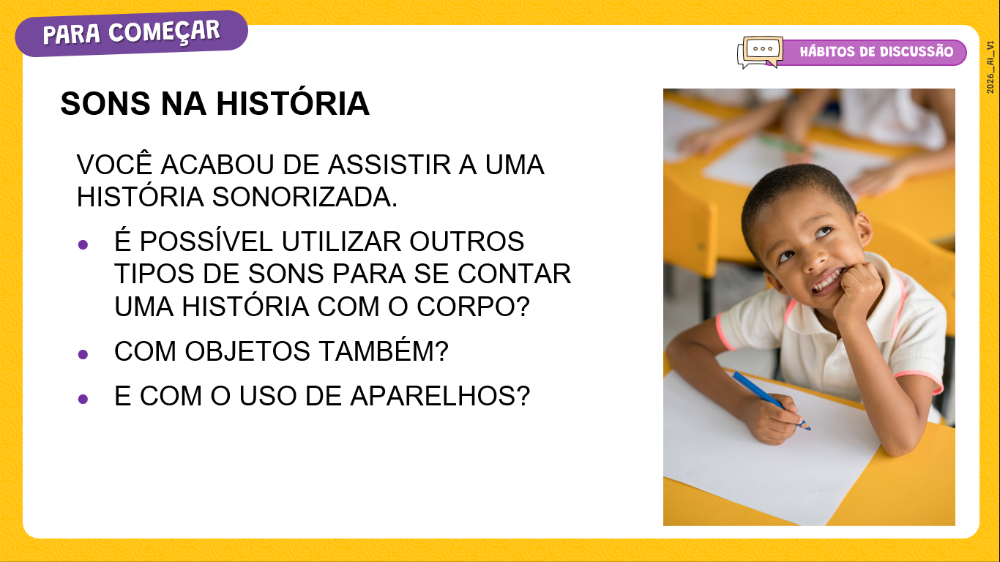 PARA COMEÇAR
HÁBITOS DE DISCUSSÃO
2026_AI_V1
SONS NA HISTÓRIA
VOCÊ ACABOU DE ASSISTIR A UMA
HISTÓRIA SONORIZADA.
● É POSSÍVEL UTILIZAR OUTROS
TIPOS DE SONS PARA SE CONTAR
UMA HISTÓRIA COM O CORPO?
● COM OBJETOS TAMBÉM?
● E COM O USO DE APARELHOS?